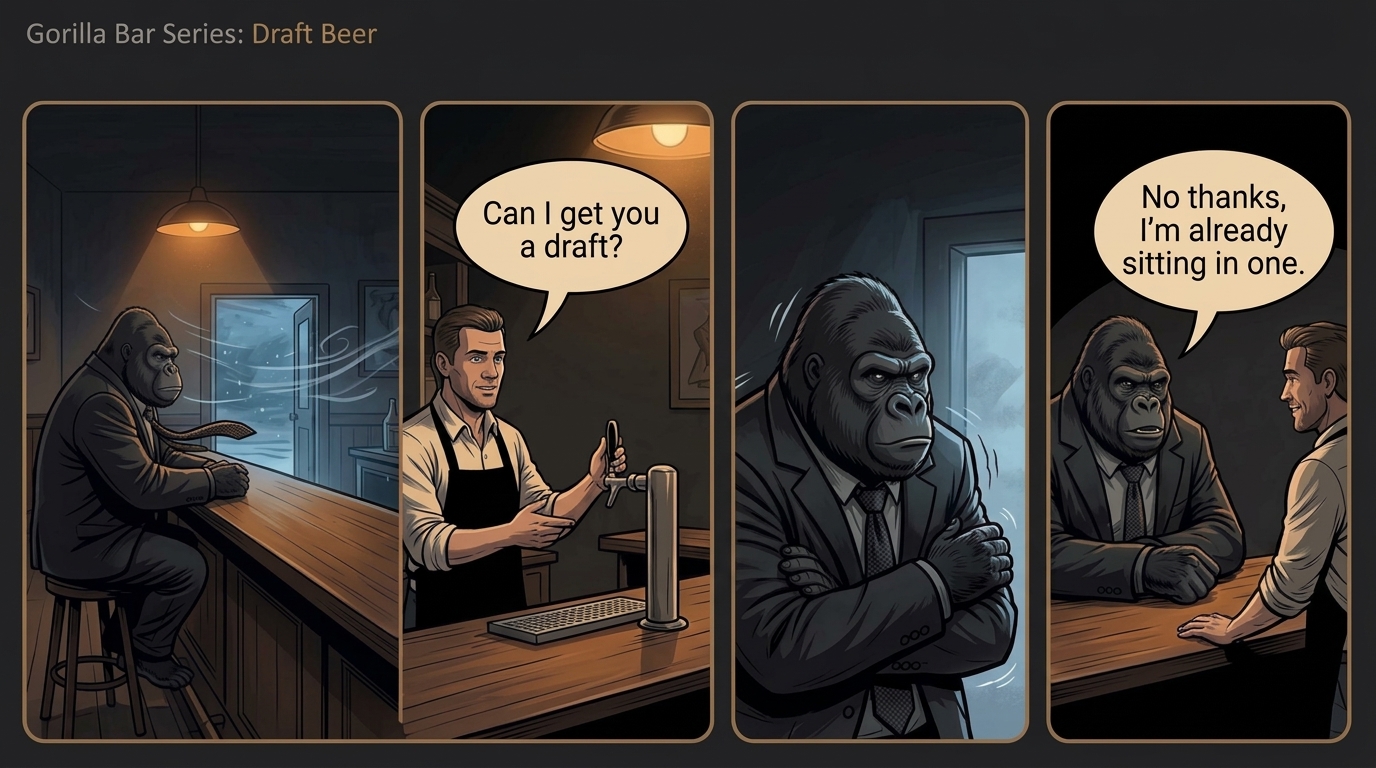 Gorilla Bar Series: Draft Beer
Can I get you
a draft?
No thanks,
I’m already
sitting in one.